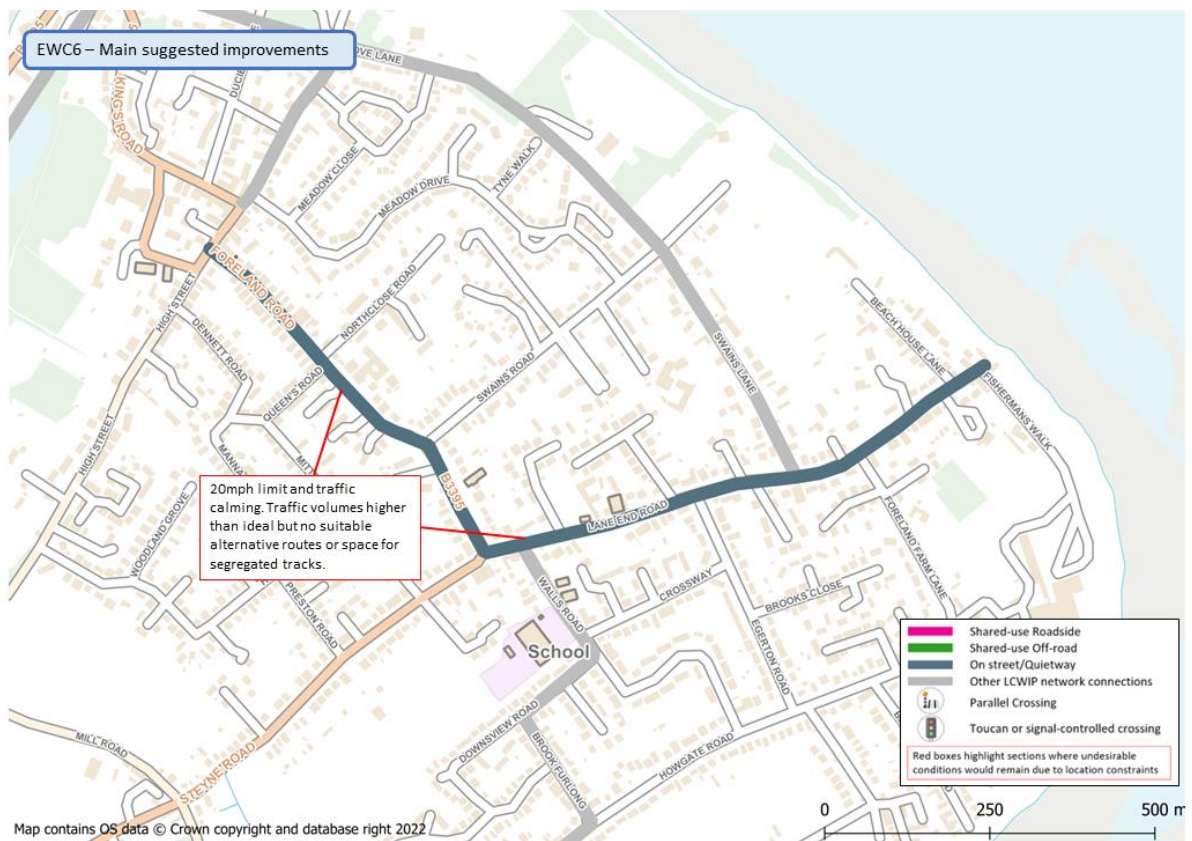 EWC6 – Main suggested improvements
B3395
OVE LANE
DUCIE
KING'S ROAD
MEADOW CLOSE
TYNE WALK
MEADOW DRIVE
FORELAND ROAD
NORTHCLOSE ROAD
HIGH STREET
DENNETT ROAD
QUEEN'S ROAD
SWAINS ROAD
SWAINS LANE
BEACH HOUSE LANE
FISHERMANS WALK
HIGH STREET
MANNA
MITT
20mph limit and traffic
calming. Traffic volumes higher
than ideal but no suitable
alternative routes or space for
segregated tracks.
B3395
LANE END ROAD
WOODLAND GROVE
PRESTON ROAD
WALLS ROAD
CROSSWAY
BROOKS CLOSE
FORELAND FARM LANE
EGERTON ROAD
School
DOWNSVIEW ROAD
BROOK FURLONG
HOWGATE ROAD
MILL ROAD
STEYNE ROAD
Shared-use Roadside
Shared-use Off-road
On street/Quietway
Other LCWIP network connections
Parallel Crossing
Toucan or signal-controlled crossing
Red boxes highlight sections where undesirable
conditions would remain due to location constraints
0 250 500 m
Map contains OS data © Crown copyright and database right 2022